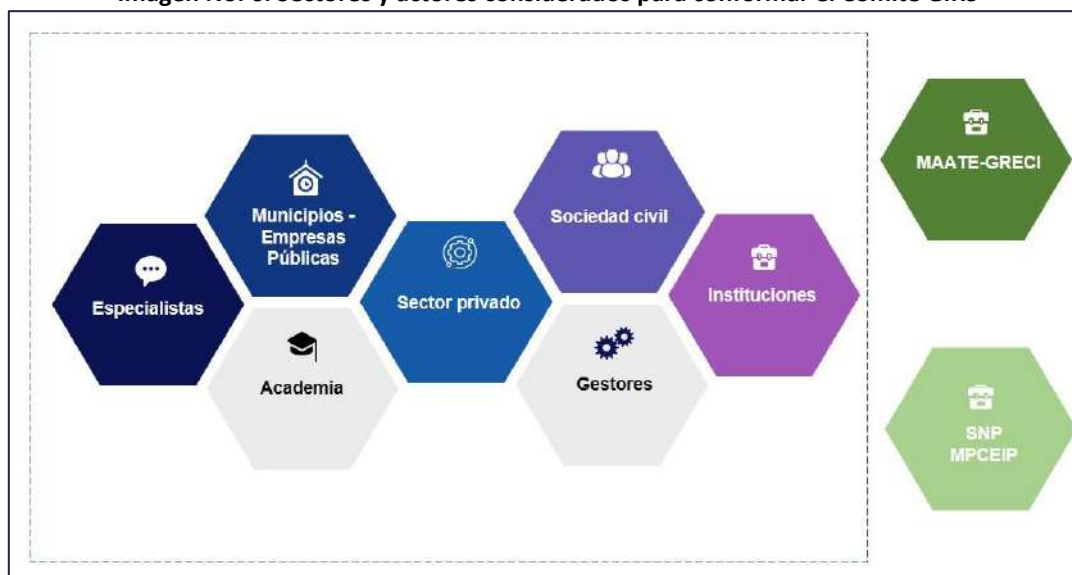 MAATE-GRECI
Municipios -
Empresas
Públicas
Sociedad civil
Especialistas
Sector privado
Instituciones
Academia
Gestores
SNP
MPCEIP